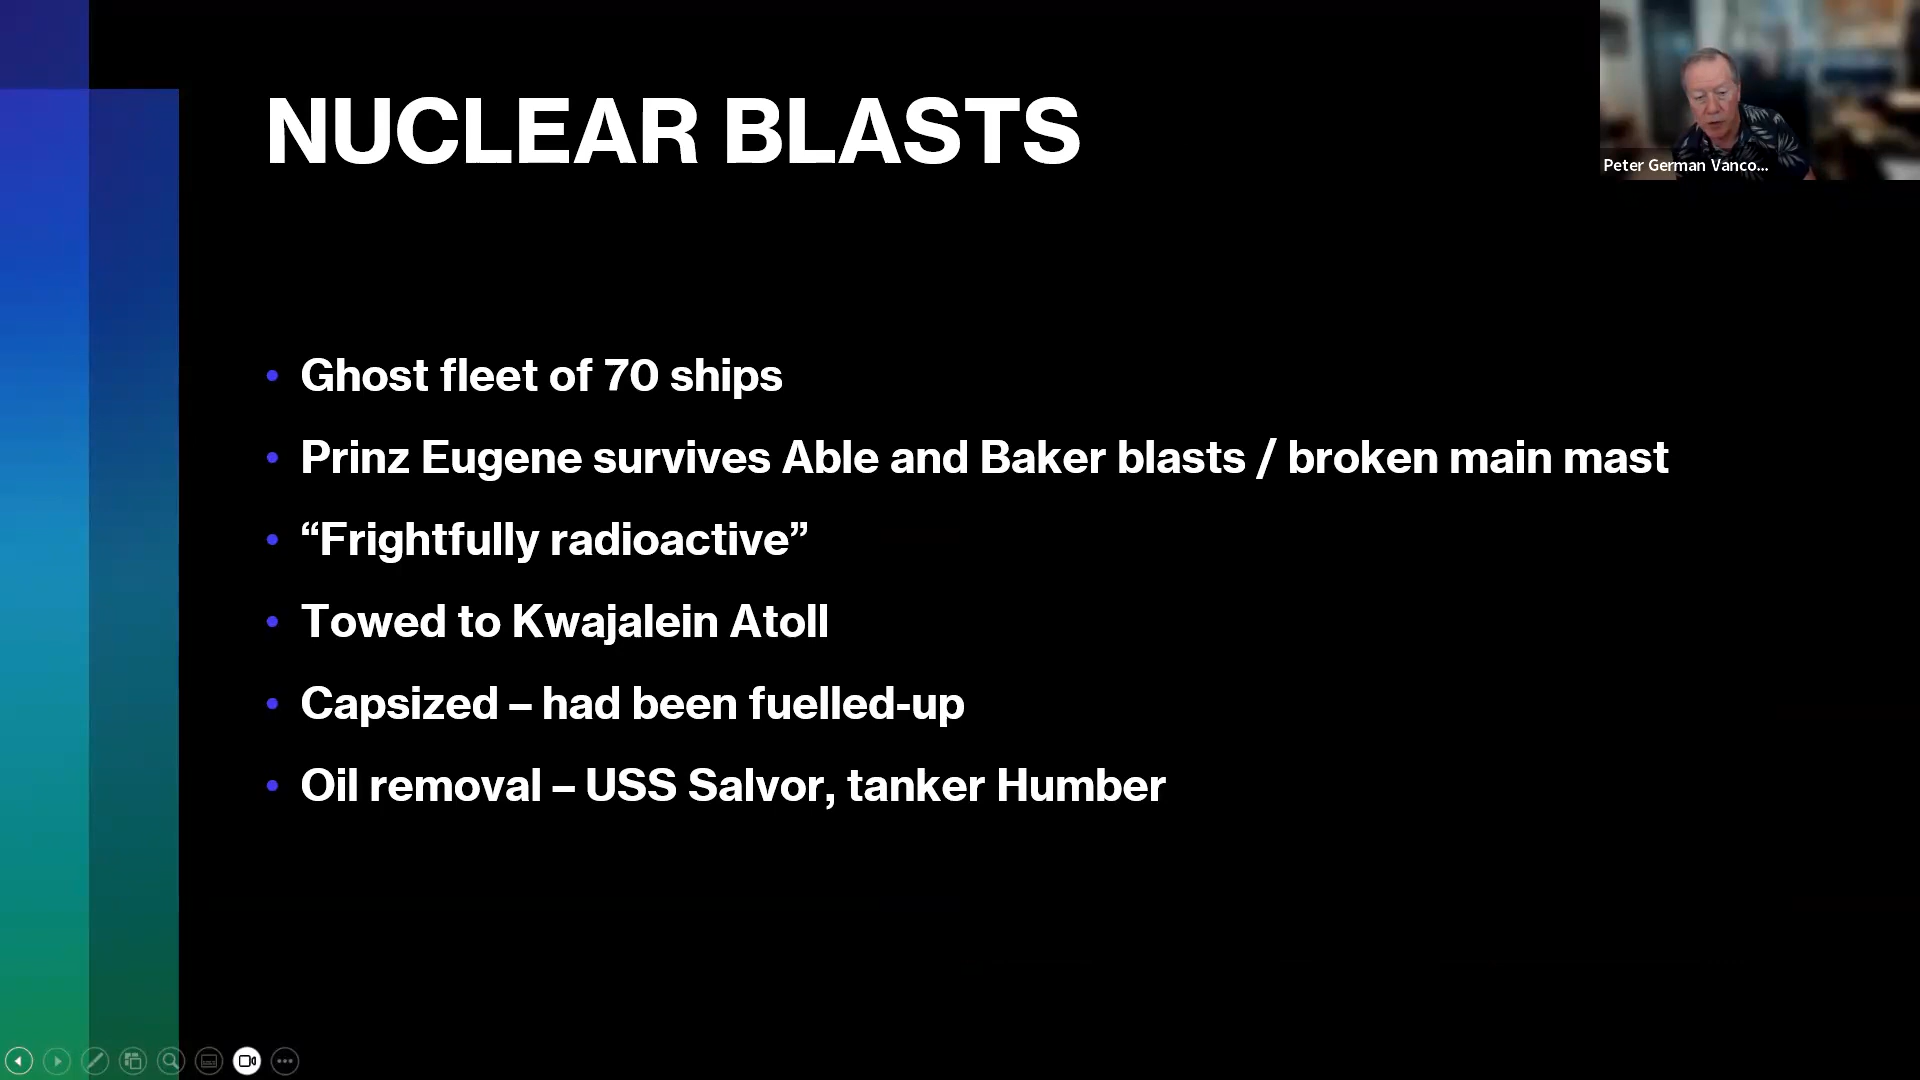 NUCLEAR BLASTS
Peter German Vanco...
• Ghost fleet of 70 ships
• Prinz Eugene survives Able and Baker blasts / broken main mast
• “Frightfully radioactive”
• Towed to Kwajalein Atoll
• Capsized – had been fuelled-up
• Oil removal – USS Salvor, tanker Humber